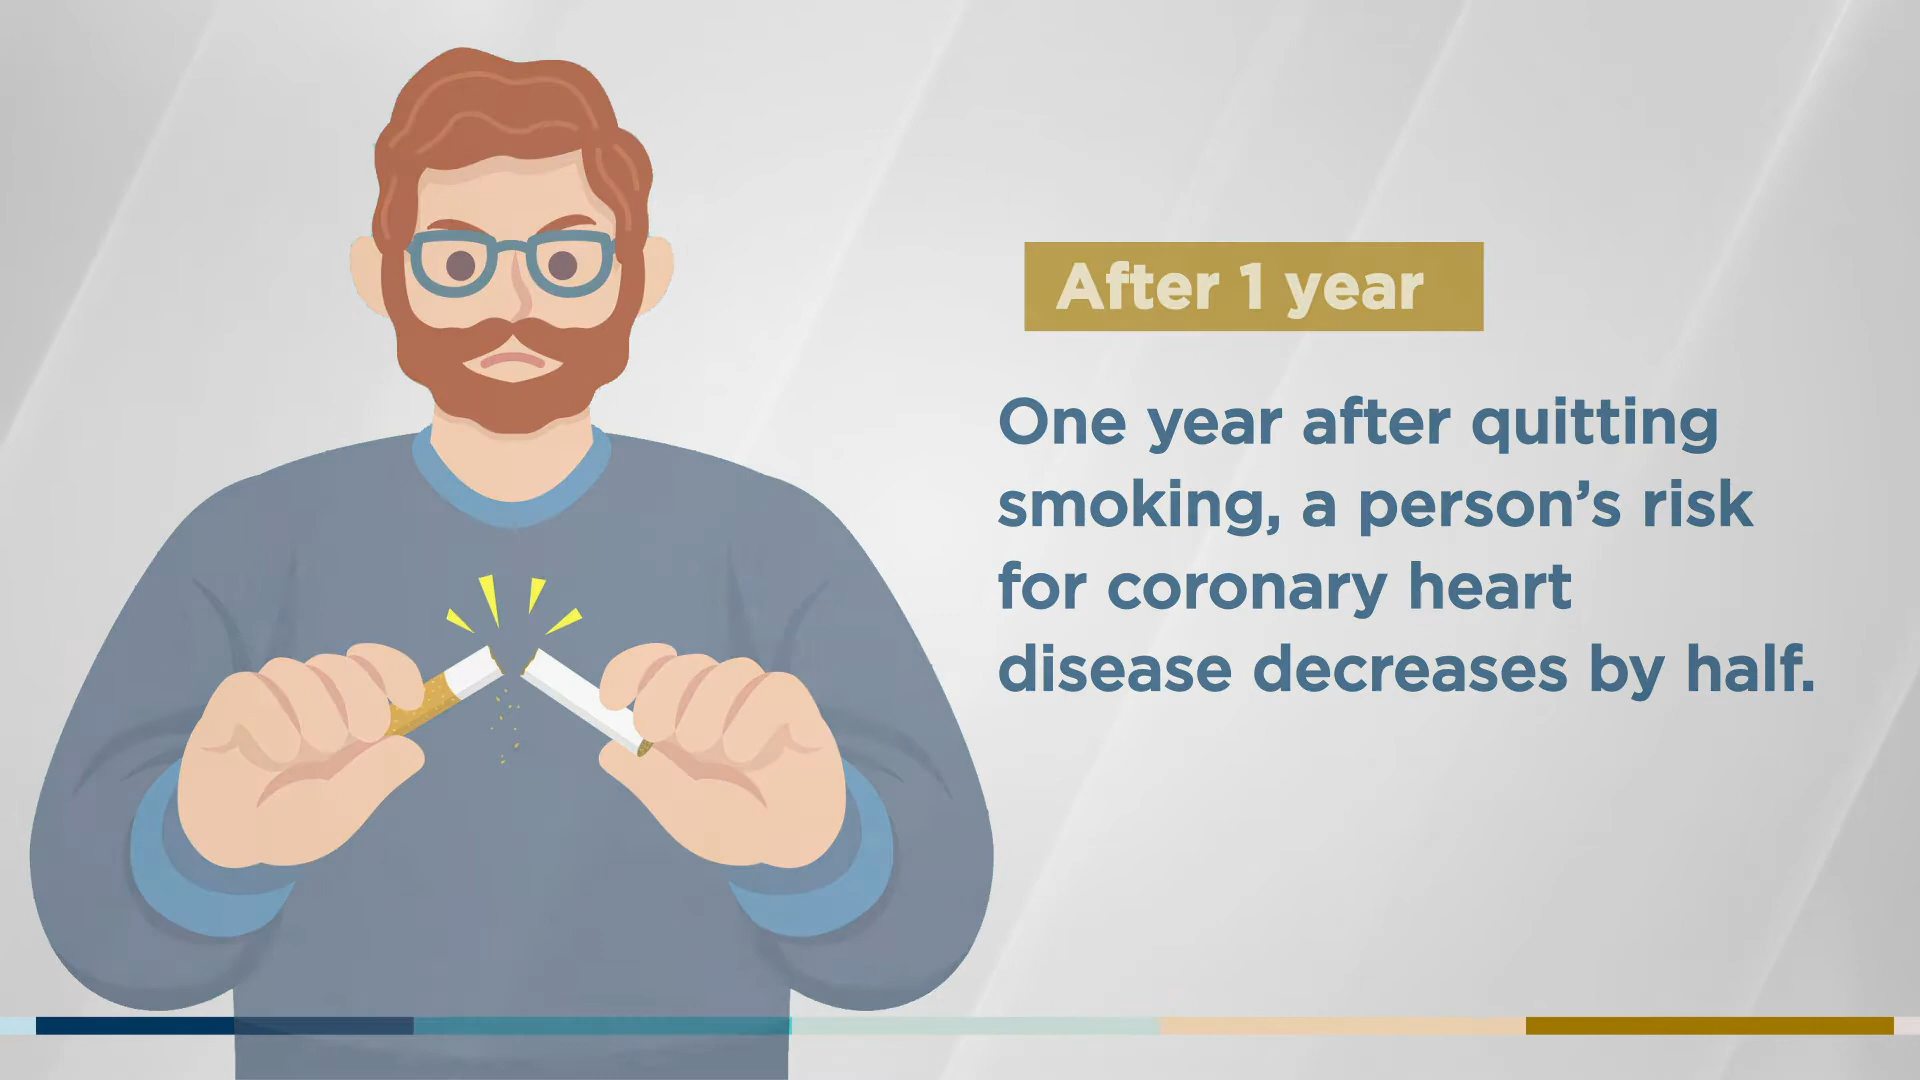 After 1 year
One year after quitting
smoking, a person’s risk
for coronary heart
disease decreases by half.